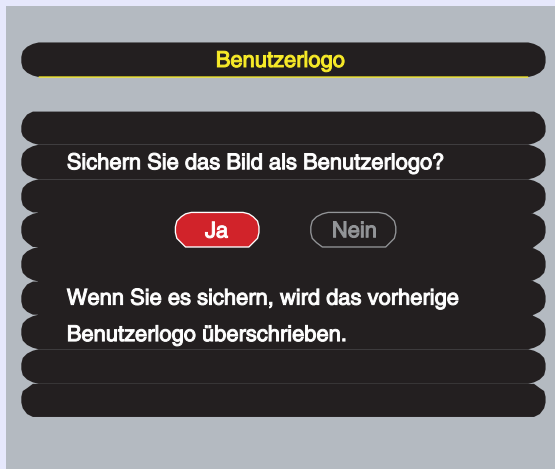 Benutzerlogo
Sichern Sie das Bild als Benutzerlogo?
Ja Nein
Wenn Sie es sichern, wird das vorherige
Benutzerlogo überschrieben.